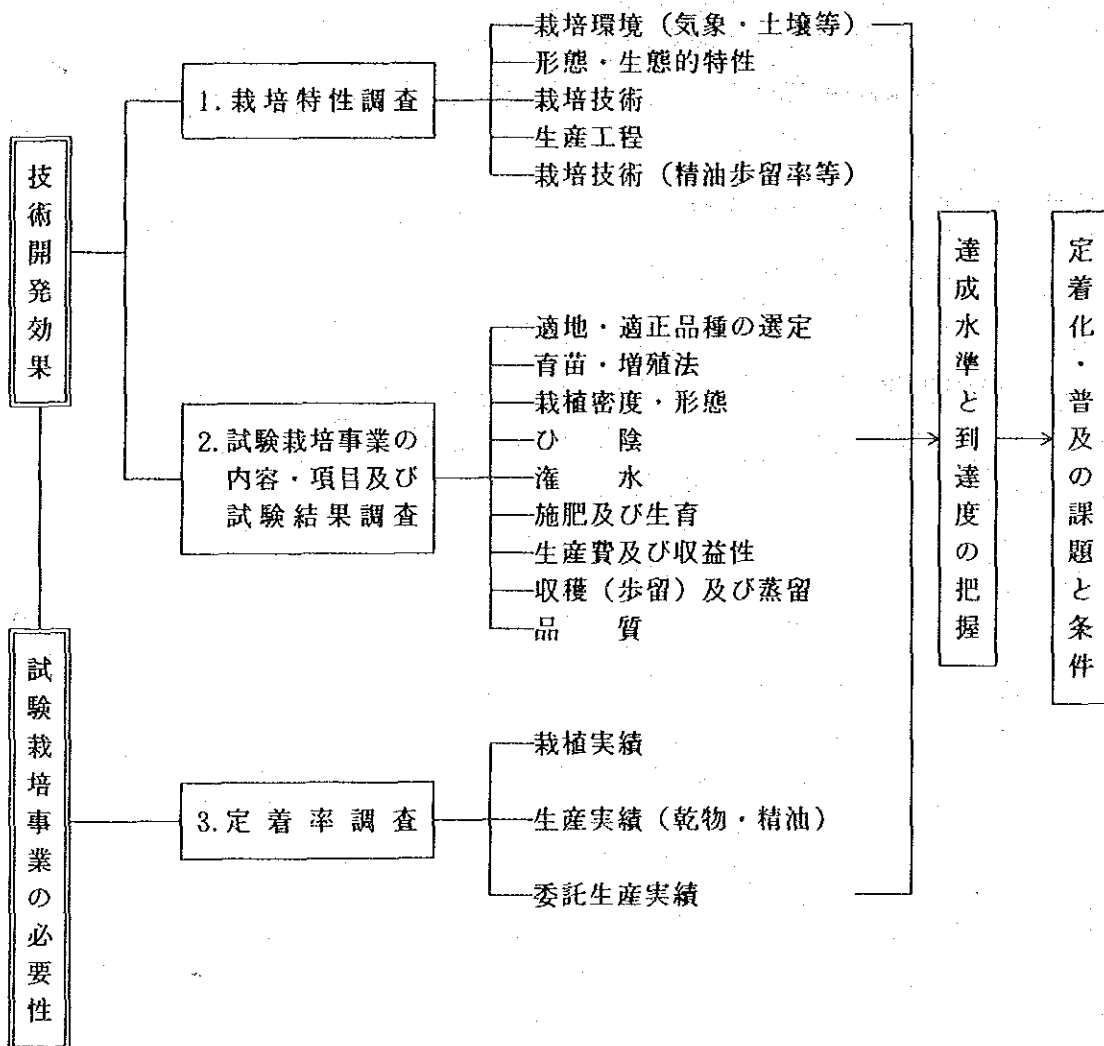 技術開発効果
試験栽培事業の必要性
1.栽培特性調査
栽培環境（気象・土壌等）
形態・生態的特性
栽培技術
生産工程
栽培技術（精油歩留率等）
2.試験栽培事業の
内容・項目及び
試験結果調査
適地・適正品種の選定
育苗・増殖法
栽植密度・形態
ひ　陰
潅　水
施肥及び生育
生産費及び収益性
収穫（歩留）及び蒸留
品　質
3.定着率調査
栽植実績
生産実績（乾物・精油）
委託生産実績
達成水準と到達度の把握
定着化・普及の課題と条件